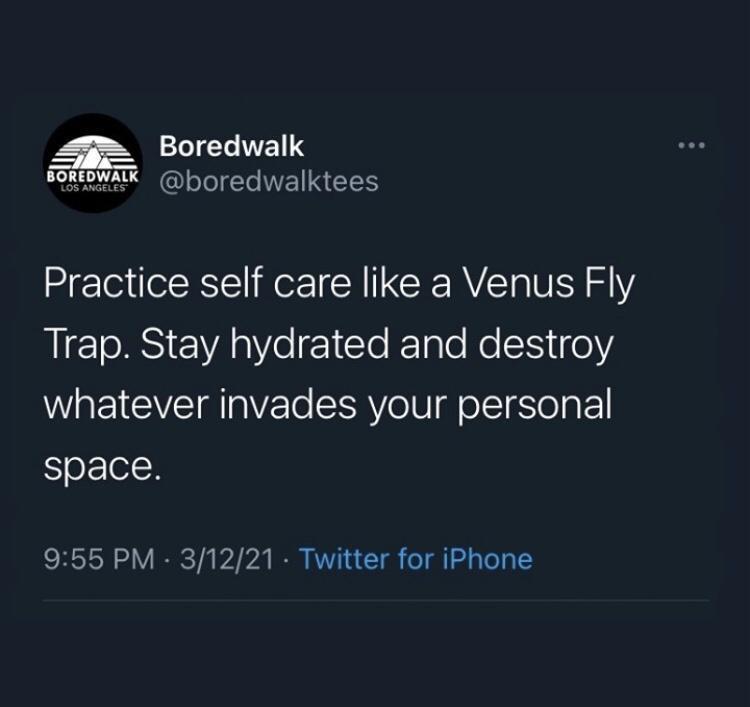 BOREDWALK
LOS ANGELES
Boredwalk
@boredwalktees
Practice self care like a Venus Fly
Trap. Stay hydrated and destroy
whatever invades your personal
space.
9:55 PM · 3/12/21 · Twitter for iPhone